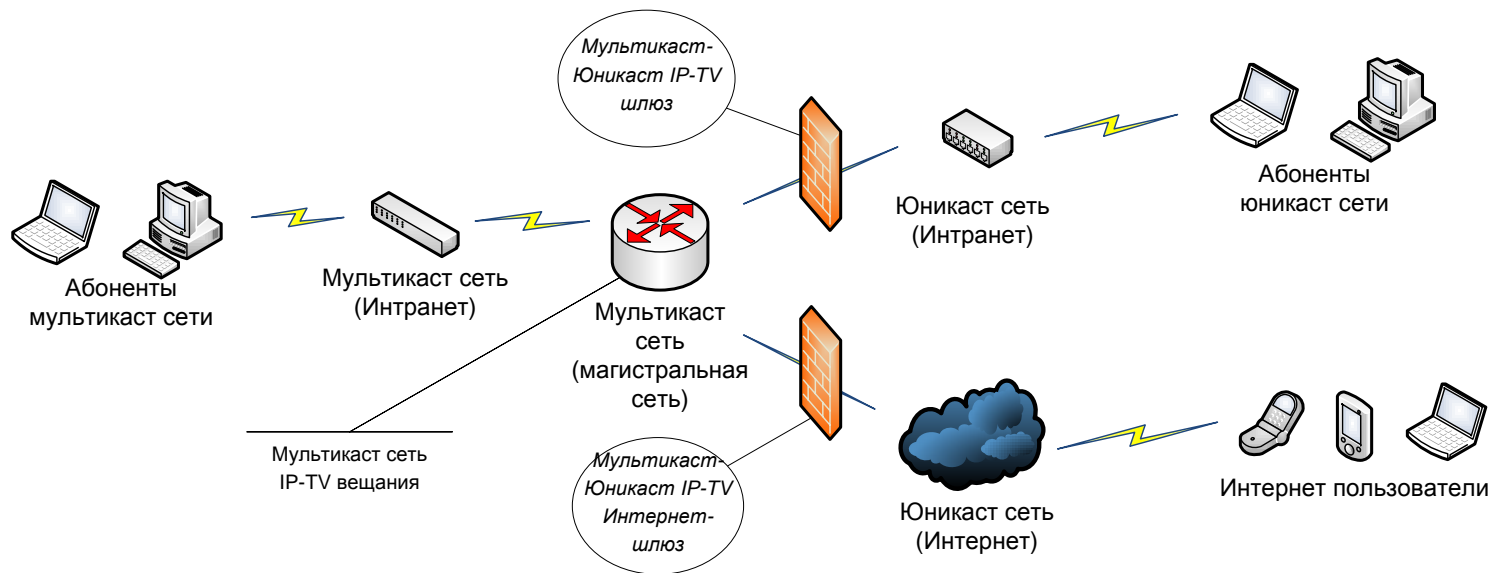 Мультикаст-
Юникаст IP-TV
шлюз
Абоненты
юникаст сети
Юникаст сеть
(Интранет)
Абоненты
мультикаст сети
Мультикаст сеть
(Интранет)
Мультикаст
сеть
(магистральная
сеть)
Мультикаст сеть
IP-TV вещания
Мультикаст-
Юникаст IP-TV
Интернет-
шлюз
Юникаст сеть
(Интернет)
Интернет пользователи